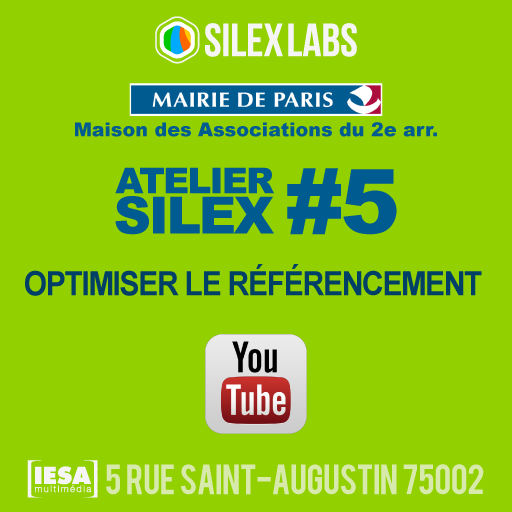 SILEX LABS
MAIRIE DE PARIS
Maison des Associations du 2e arr.
ATELIER
SILEX #5
OPTIMISER LE RÉFÉRENCEMENT
You
Tube
[IESA multimédia] 5 RUE SAINT-AUGUSTIN 75002